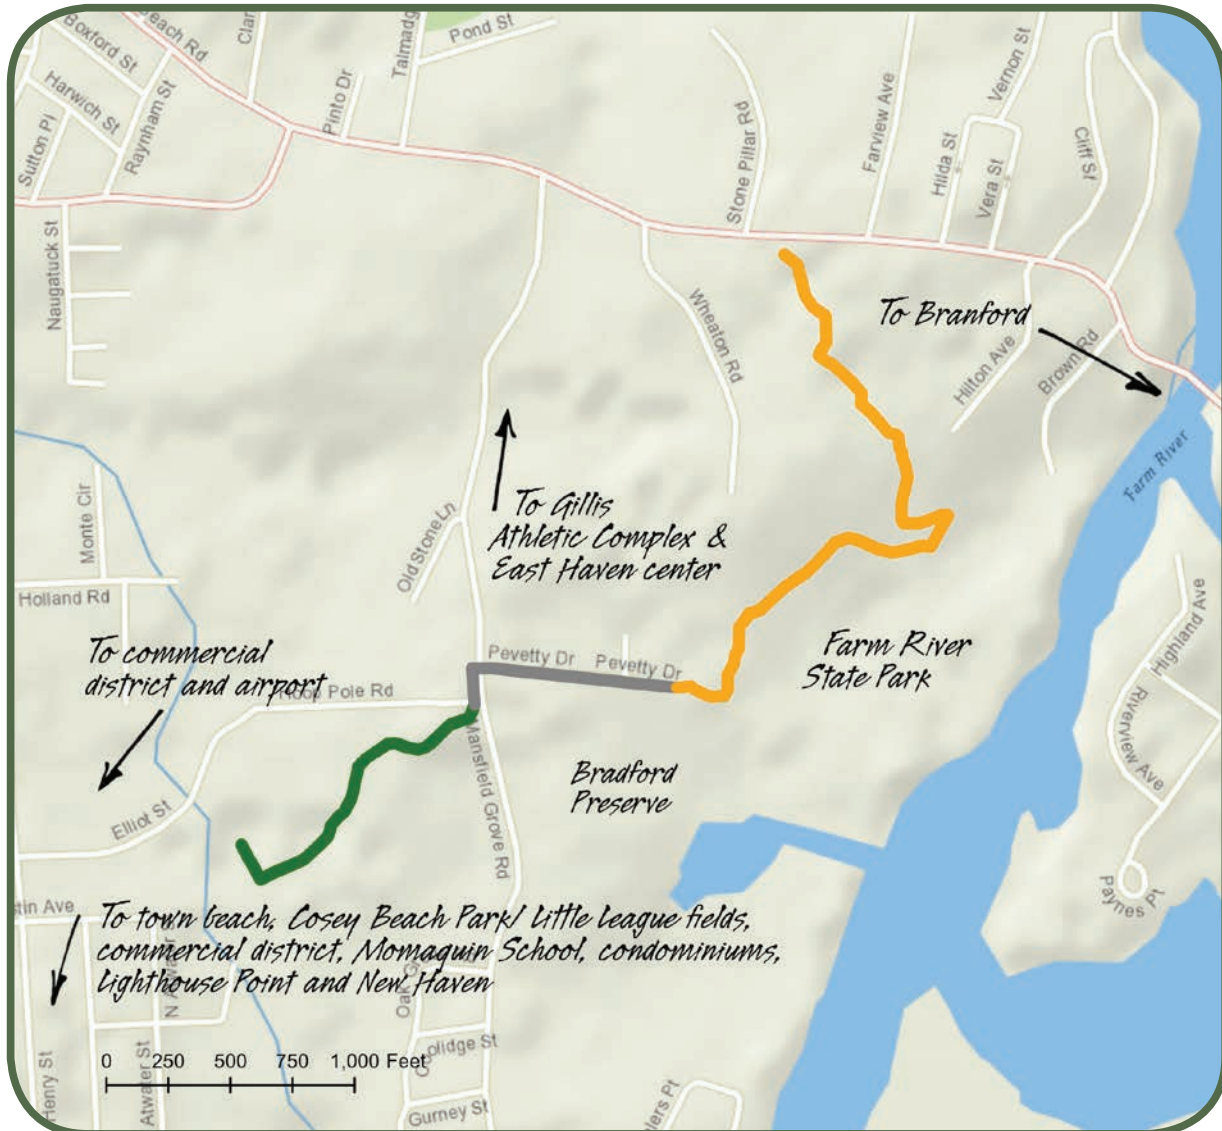 Beach Rd
Boxford St
Harwich St
Sutton Pl
Raynham St
Pinto Dr
Pond St
Stone Pillar Rd
Farview Ave
Vernon St
Hilda St
Vera St
Cliff St
Naugatuck St
Wheaton Rd
To Branford
Hilton Ave
Brown Rd
Farm River
Monte Cir
Old Stone Ln
To Gillis
Athletic Complex &
East Haven center
Holland Rd
To commercial
district and airport
Pole Rd
Pevetty Dr
Pevetty Dr
Farm River
State Park
Highland Ave
Riverview Ave
Mansfield Grove Rd
Bradford
Preserve
Elliot St
Paynes Pt
Ave
To town beach, Cosey Beach Park/ Little League fields,
commercial district, Momaguin School, condominiums,
Lighthouse Point and New Haven
Henry St
Atwater St
0 250 500 750 1,000 Feet
Gurney St